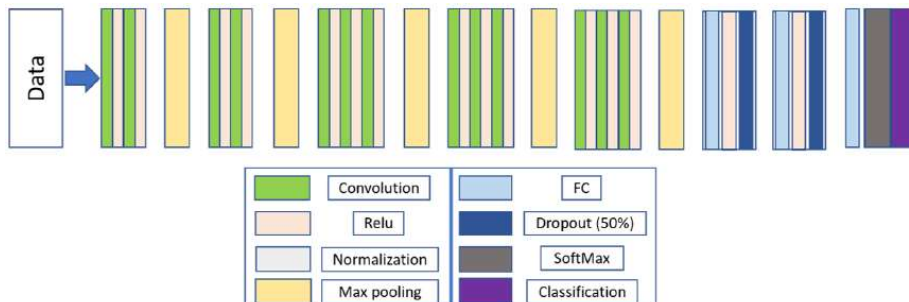 Data
Convolution
FC
Relu
Dropout (50%)
Normalization
SoftMax
Max pooling
Classification